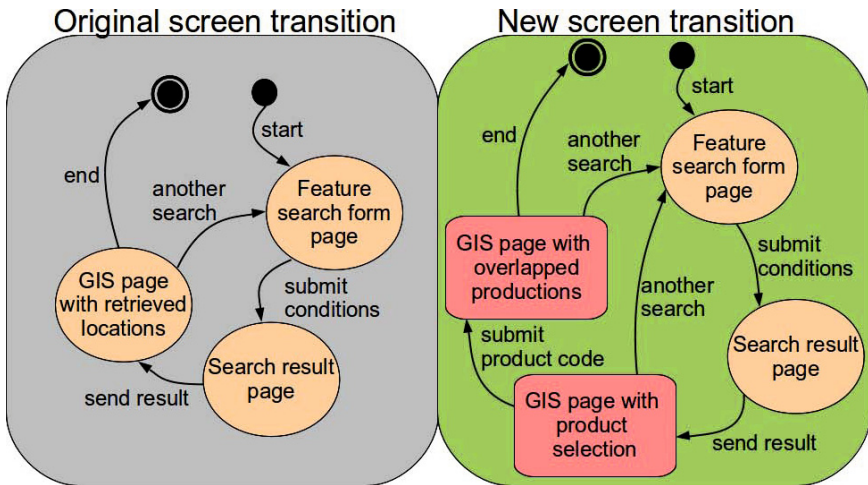 Original screen transition
start
end
another
search
Feature
search form
page
GIS page
with retrieved
locations
submit
conditions
Search result
page
send result
New screen transition
start
end
another
search
Feature
search form
page
GIS page with
overlapped
productions
submit
conditions
another
search
submit
product code
Search result
page
GIS page with
product
selection
send result